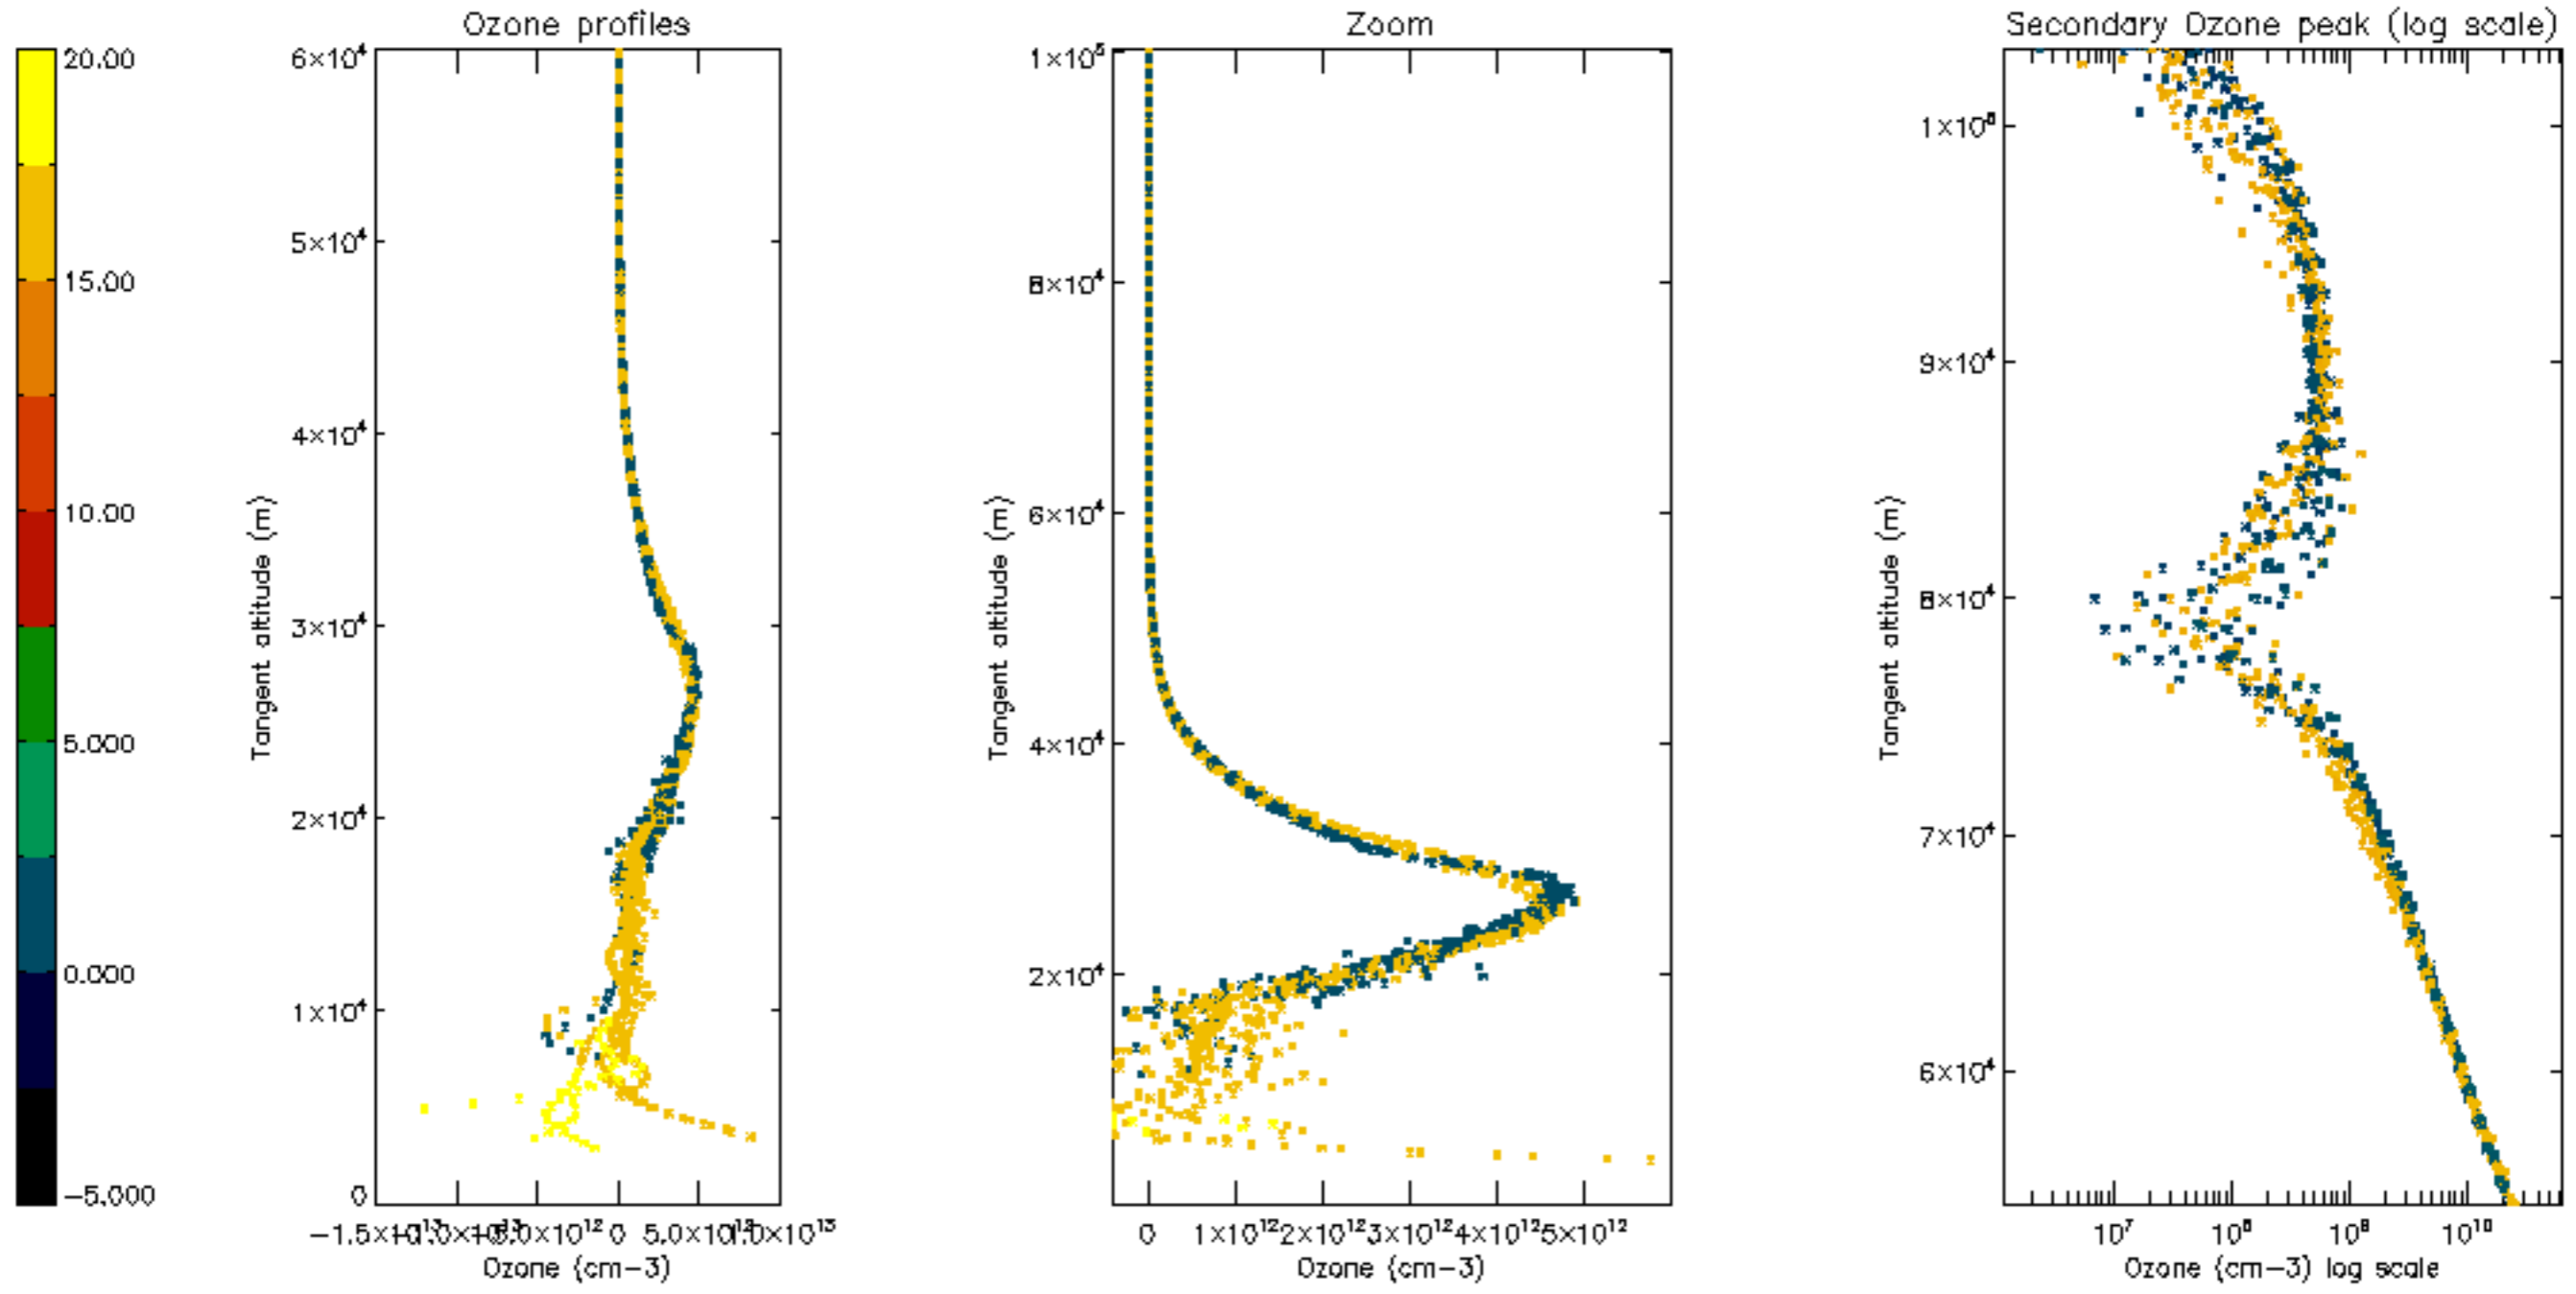 Ozone profiles
Zoom
Secondary Ozone peak (log scale)
20.00
15.00
10.00
5.000
0.000
−5.000
6×10⁴
5×10⁴
4×10⁴
3×10⁴
2×10⁴
1×10⁴
0
Tangent altitude (m)
5.0×10¹² 1.0×10¹³
Ozone (cm−3)
1×10⁵
8×10⁴
6×10⁴
4×10⁴
2×10⁴
Tangent altitude (m)
0 1×10¹² 2×10¹² 3×10¹² 4×10¹² 5×10¹²
Ozone (cm−3)
1×10⁵
9×10⁴
8×10⁴
7×10⁴
6×10⁴
Tangent altitude (m)
10⁷ 10⁸ 10⁹ 10¹⁰
Ozone (cm−3) log scale